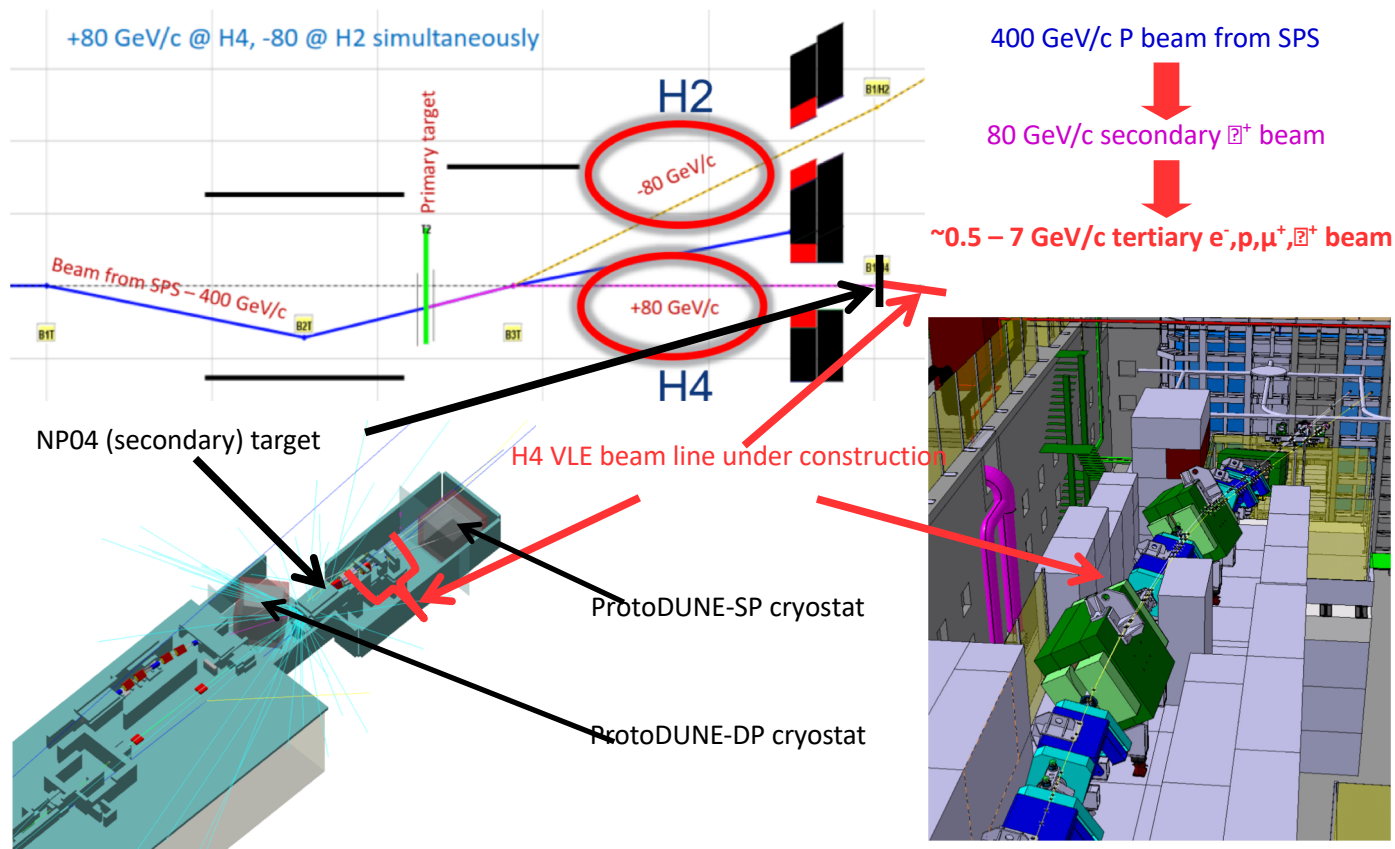 +80 GeV/c @ H4, -80 @ H2 simultaneously
400 GeV/c P beam from SPS
80 GeV/c secondary ⍰⁺ beam
~0.5 – 7 GeV/c tertiary e⁻,p,μ⁺,⍰⁺ beam
H2
-80 GeV/c
B1/H2
Primary target
T2
Beam from SPS – 400 GeV/c
B1T
B2T
B3T
+80 GeV/c
H4
NP04 (secondary) target
H4 VLE beam line under construction
ProtoDUNE-SP cryostat
ProtoDUNE-DP cryostat